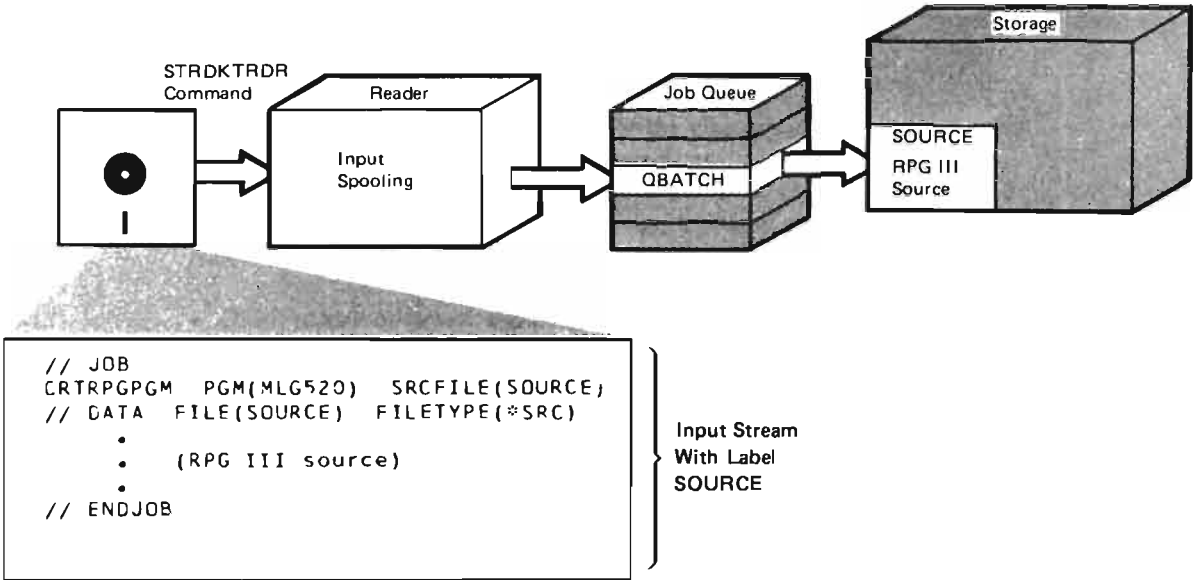 STRDKTRDR
Command
Reader
Input
Spooling
Job Queue
QBATCH
Storage
SOURCE
RPG III
Source
// JOB
CRTRPGPGM PGM(MLG520) SRCFILE(SOURCE)
// DATA FILE(SOURCE) FILETYPE(*SRC)
•
• (RPG III source)
•
// ENDJOB
Input Stream
With Label
SOURCE